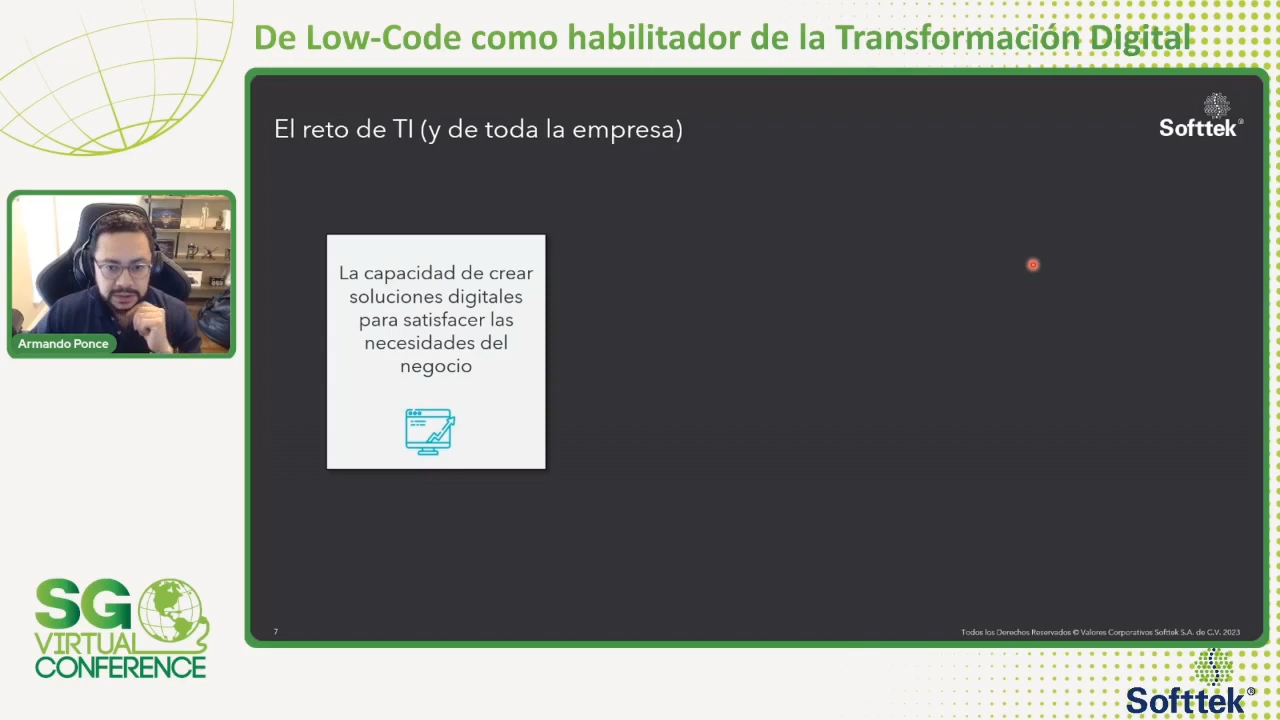 De Low-Code como habilitador de la Transformación Digital
El reto de TI (y de toda la empresa)
Softtek®
La capacidad de crear
soluciones digitales
para satisfacer las
necesidades del
negocio
Armando Ponce
7
Todos los Derechos Reservados © Valores Corporativos Softtek S.A. de C.V. 2023
SG
VIRTUAL
CONFERENCE
Softtek®